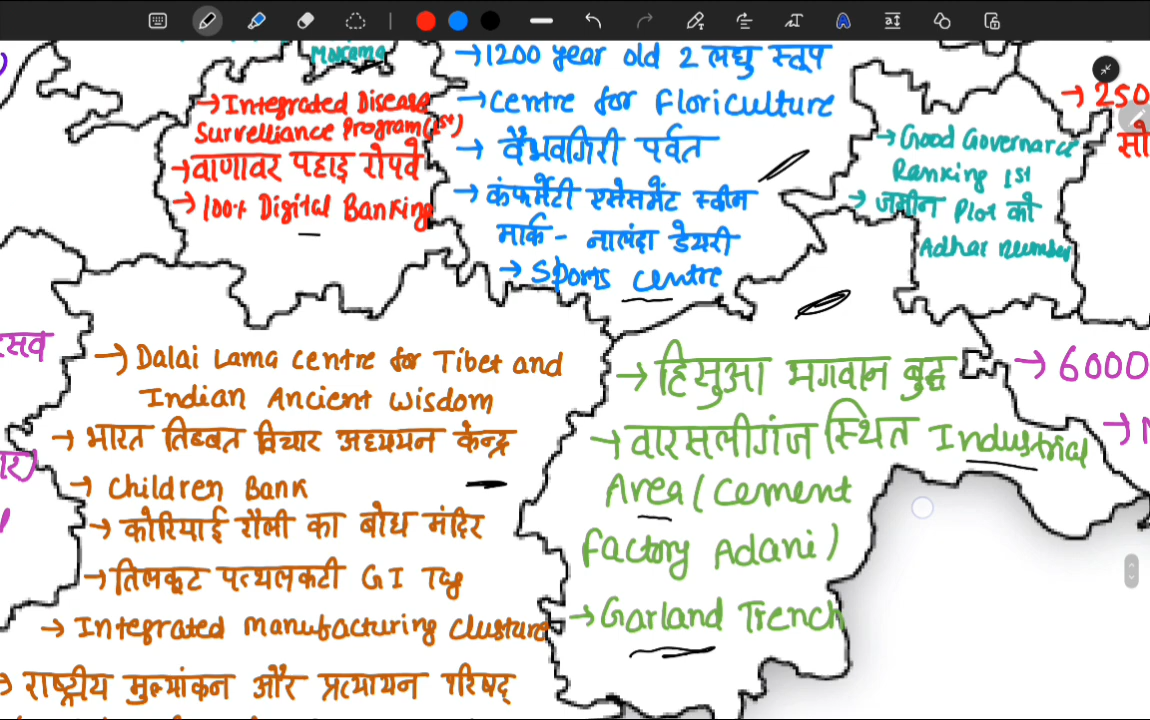 Mokama
→ Integrated Disease
Surrelliance Program (1st)
→ वाणावर पहाड़ रोपवे
→ 100% Digital Banking
→ 1200 year old 2 लघु स्तूप
→ Centre for Floriculture
→ वैभवगिरी पर्वत
→ कंफर्मेटी एसेसमेंट स्कीम
मार्क - नालंदा डेयरी
→ Sports Centre
→ Good Governance
Ranking 1st
→ जमीन Plot को
Adhar Number
→ 250
सो
→ Dalai Lama Centre for Tibet and
Indian Ancient Wisdom
→ भारत तिब्बत विचार अध्ययन केन्द्र
→ Children Bank
→ कोरियाई शैली का बोध मंदिर
→ तिलकूट पत्थलकटी GI Tag
→ Integrated Manufacturing Clusture
→ राष्ट्रीय मुल्यांकन और प्रत्यायन परिषद्
→ हिसुआ भगवान बुद्ध
→ वारसलीगंज स्थित Industrial
Area (Cement
Factory Adani)
→ Garland Trench
→ 6000